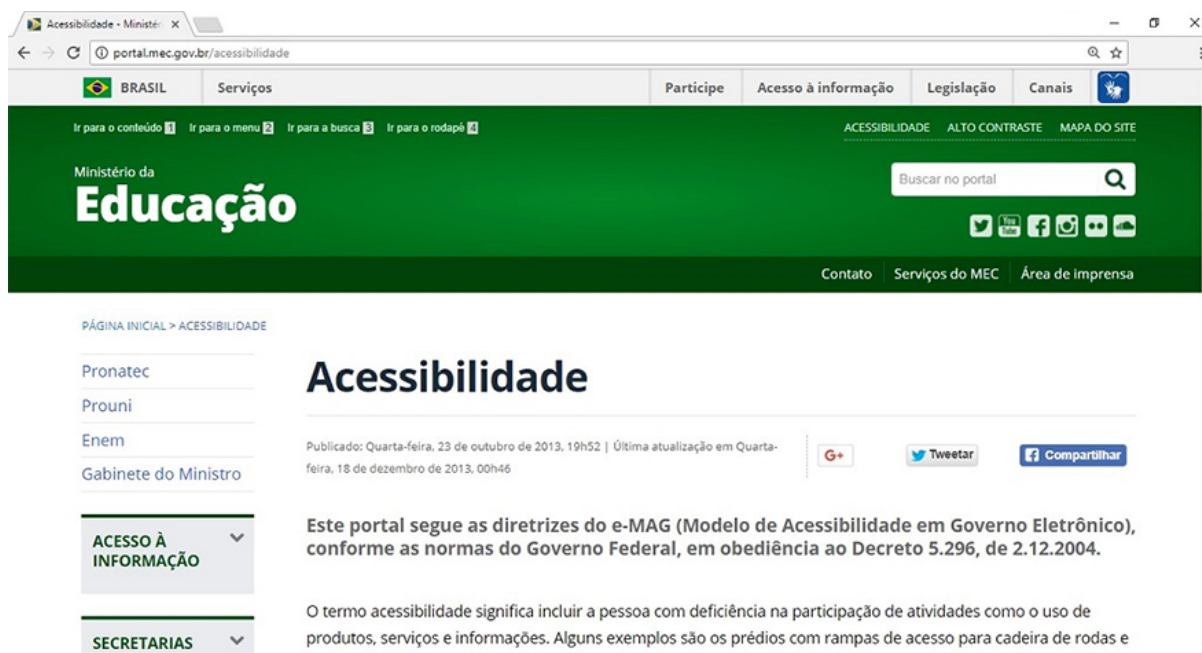 Acessibilidade - Ministér
portal.mec.gov.br/acessibilidade
BRASIL Serviços Participe Acesso à informação Legislação Canais
Ir para o conteúdo 1 Ir para o menu 2 Ir para a busca 3 Ir para o rodapé 4 ACESSIBILIDADE ALTO CONTRASTE MAPA DO SITE
Ministério da
Educação
Buscar no portal
You Tube
Contato Serviços do MEC Área de imprensa
PÁGINA INICIAL > ACESSIBILIDADE
Pronatec
Prouni
Enem
Gabinete do Ministro
ACESSO À
INFORMAÇÃO
SECRETARIAS
Acessibilidade
Publicado: Quarta-feira, 23 de outubro de 2013, 19h52 | Última atualização em Quarta-
feira, 18 de dezembro de 2013, 00h46
G+ Tweetar Compartilhar
Este portal segue as diretrizes do e-MAG (Modelo de Acessibilidade em Governo Eletrônico),
conforme as normas do Governo Federal, em obediência ao Decreto 5.296, de 2.12.2004.
O termo acessibilidade significa incluir a pessoa com deficiência na participação de atividades como o uso de
produtos, serviços e informações. Alguns exemplos são os prédios com rampas de acesso para cadeira de rodas e